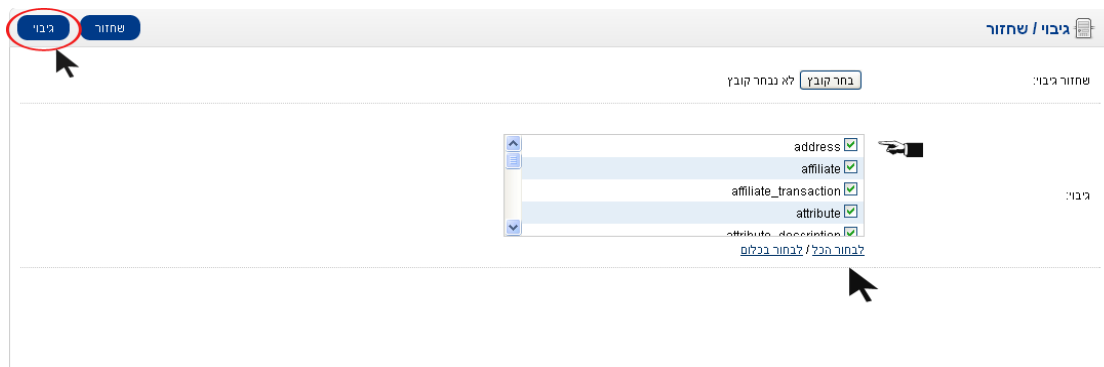 גיבוי / שחזור
שחזור
גיבוי
שחזור גיבוי:
בחר קובץ לא נבחר קובץ
גיבוי:
address
affiliate
affiliate_transaction
attribute
attribute_description
לבחור הכל / לבחור בכלום